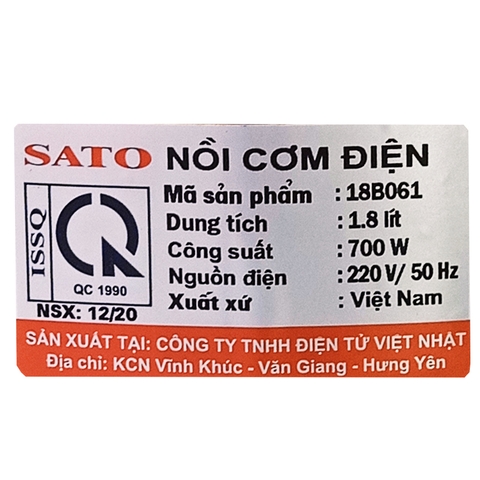 SATO NỒI CƠM ĐIỆN
Mã sản phẩm : 18B061
Dung tích : 1.8 lít
Công suất : 700 W
Nguồn điện : 220 V/ 50 Hz
Xuất xứ : Việt Nam
ISSQ
QC 1990
NSX: 12/20
SẢN XUẤT TẠI: CÔNG TY TNHH ĐIỆN TỬ VIỆT NHẬT
Địa chỉ: KCN Vĩnh Khúc - Văn Giang - Hưng Yên